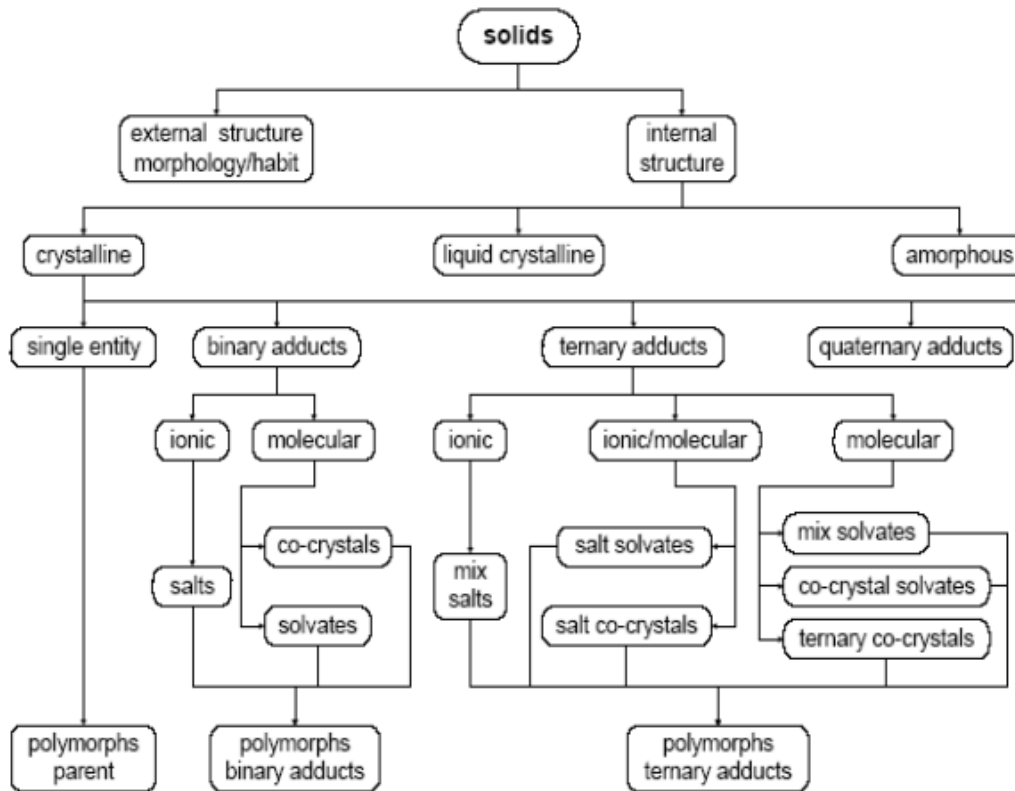 solids
external structure
morphology/habit
internal
structure
crystalline
liquid crystalline
amorphous
single entity
binary adducts
ternary adducts
quaternary adducts
ionic
molecular
ionic
ionic/molecular
molecular
co-crystals
salt solvates
mix solvates
salts
mix
salts
co-crystal solvates
solvates
salt co-crystals
ternary co-crystals
polymorphs
parent
polymorphs
binary adducts
polymorphs
ternary adducts